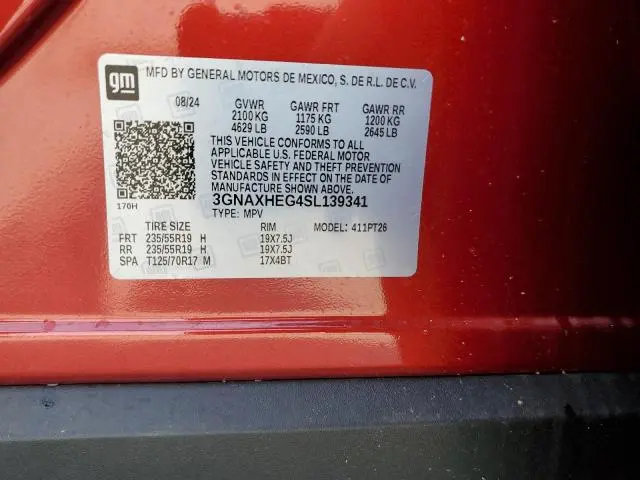 gm
MFD BY GENERAL MOTORS DE MEXICO, S. DE R.L. DE C.V.
08/24 GVWR GAWR FRT GAWR RR
2100 KG 1175 KG 1200 KG
4629 LB 2590 LB 2645 LB
THIS VEHICLE CONFORMS TO ALL
APPLICABLE U.S. FEDERAL MOTOR
VEHICLE SAFETY AND THEFT PREVENTION
STANDARDS IN EFFECT ON THE DATE OF
MANUFACTURE SHOWN ABOVE.
170H 3GNAXHEG4SL139341
TYPE: MPV
TIRE SIZE RIM MODEL: 411PT26
FRT 235/55R19 H 19X7.5J
RR 235/55R19 H 19X7.5J
SPA T125/70R17 M 17X4BT